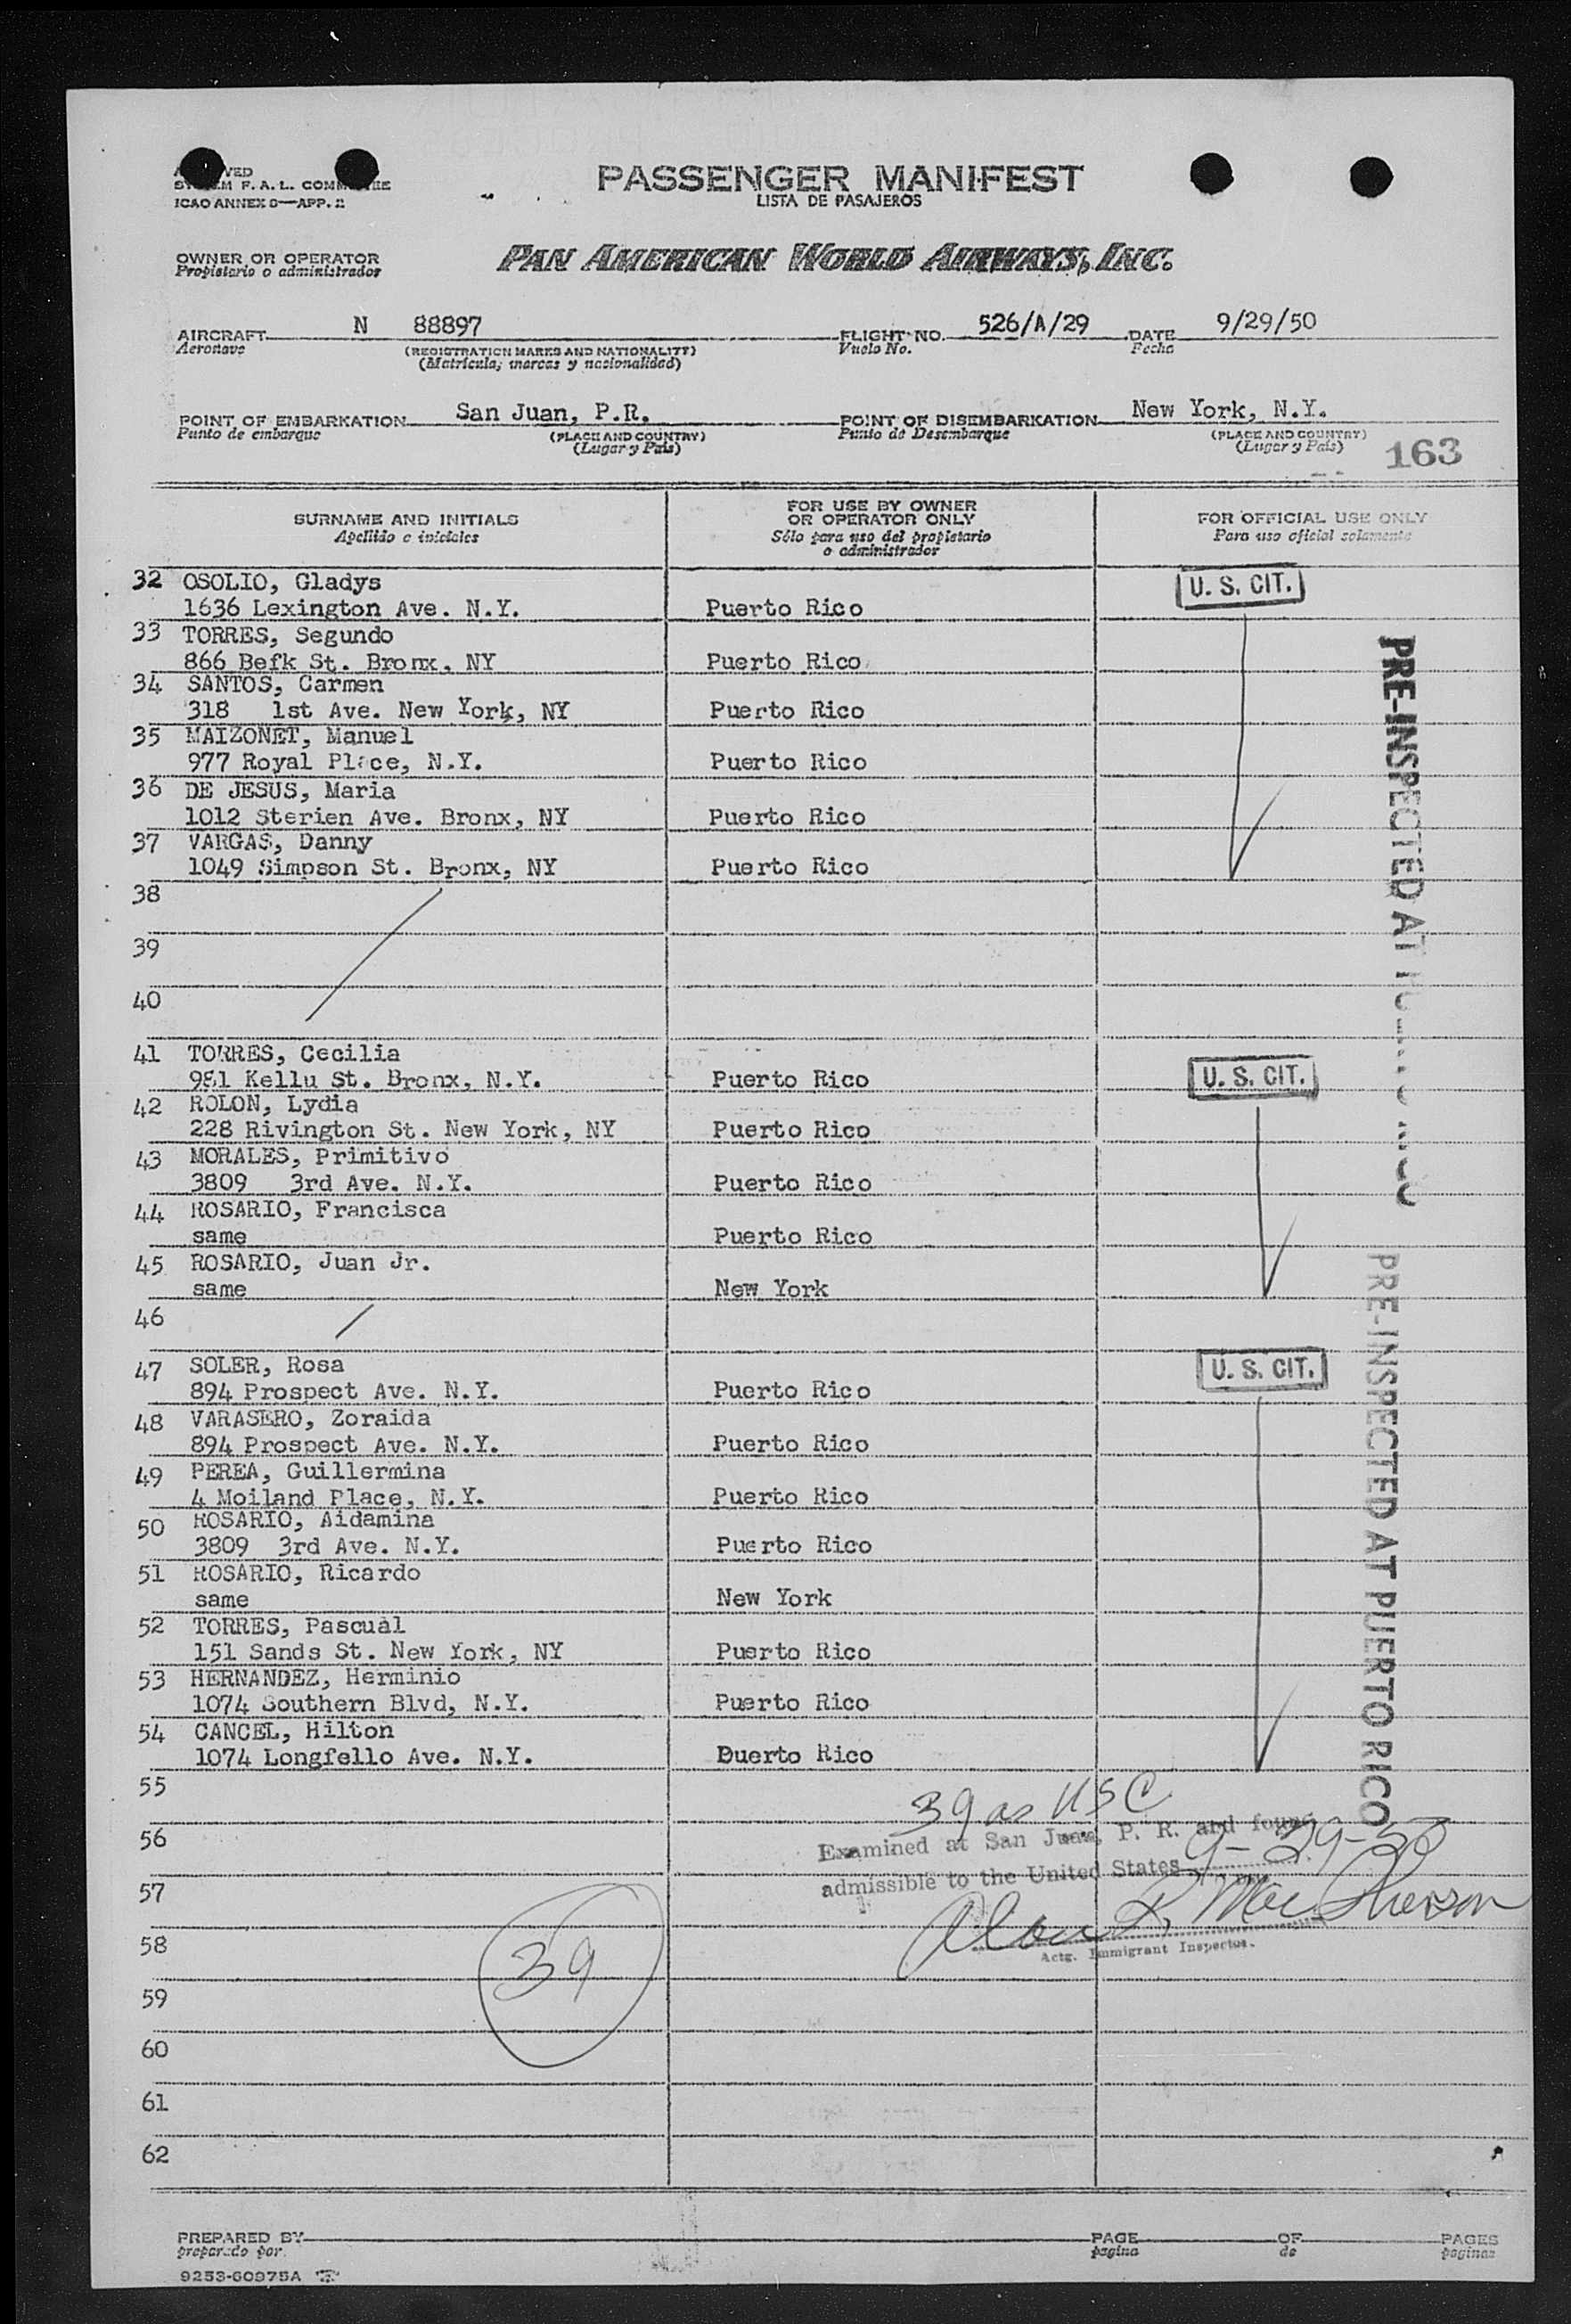 PASSENGER MANIFEST
F. A. L.
LISTA DE PASAJEROS
ICAO ANNEX 9—APP. 2
OWNER OR OPERATOR
Propietario o administrador
PAN AMERICAN WORLD AIRWAYS, INC.
AIRCRAFT N 88897 FLIGHT NO. 526/A/29 DATE 9/29/50
Aeronave (REGISTRATION MARKS AND NATIONALITY) Vuelo No. Fecha
(Matrícula, marcas y nacionalidad)
POINT OF EMBARKATION San Juan, P.R. POINT OF DISEMBARKATION New York, N.Y.
Punto de embarque (PLACE AND COUNTRY) Punto de Desembarque (PLACE AND COUNTRY)
(Lugar y País) (Lugar y País) 163
SURNAME AND INITIALS
Apellido e iniciales
FOR USE BY OWNER
OR OPERATOR ONLY
Sólo para uso del propietario
o administrador
FOR OFFICIAL USE ONLY
Para uso oficial solamente
32 OSOLIO, Gladys U. S. CIT.
1636 Lexington Ave. N.Y. Puerto Rico
33 TORRES, Segundo
866 Befk St. Bronx, NY Puerto Rico
34 SANTOS, Carmen
318 1st Ave. New York, NY Puerto Rico
35 MAIZONET, Manuel
977 Royal Place, N.Y. Puerto Rico
36 DE JESUS, Maria
1012 Sterien Ave. Bronx, NY Puerto Rico
37 VARGAS, Danny
1049 Simpson St. Bronx, NY Puerto Rico
38
39
40
41 TORRES, Cecilia
981 Kellu St. Bronx, N.Y. Puerto Rico U. S. CIT.
42 ROLON, Lydia
228 Rivington St. New York, NY Puerto Rico
43 MORALES, Primitivo
3809 3rd Ave. N.Y. Puerto Rico
44 ROSARIO, Francisca
same Puerto Rico
45 ROSARIO, Juan Jr.
same New York
46
47 SOLER, Rosa U. S. CIT.
894 Prospect Ave. N.Y. Puerto Rico
48 VARASERO, Zoraida
894 Prospect Ave. N.Y. Puerto Rico
49 PEREA, Guillermina
4 Moiland Place, N.Y. Puerto Rico
50 ROSARIO, Aidamina
3809 3rd Ave. N.Y. Puerto Rico
51 ROSARIO, Ricardo
same New York
52 TORRES, Pascual
151 Sands St. New York, NY Puerto Rico
53 HERNANDEZ, Herminio
1074 Southern Blvd, N.Y. Puerto Rico
54 CANCEL, Hilton
1074 Longfello Ave. N.Y. Duerto Rico
PRE-INSPECTED AT
PRE-INSPECTED AT PUERTO RICO
55
39 as USC
56 Examined at San Juan, P. R. and found
admissible to the United States 9-29-50
57
Mac Pherson
58 39
Actg. Immigrant Inspector.
59
60
61
62
PREPARED BY PAGE OF PAGES
preparado por página de páginas
9253-60975A